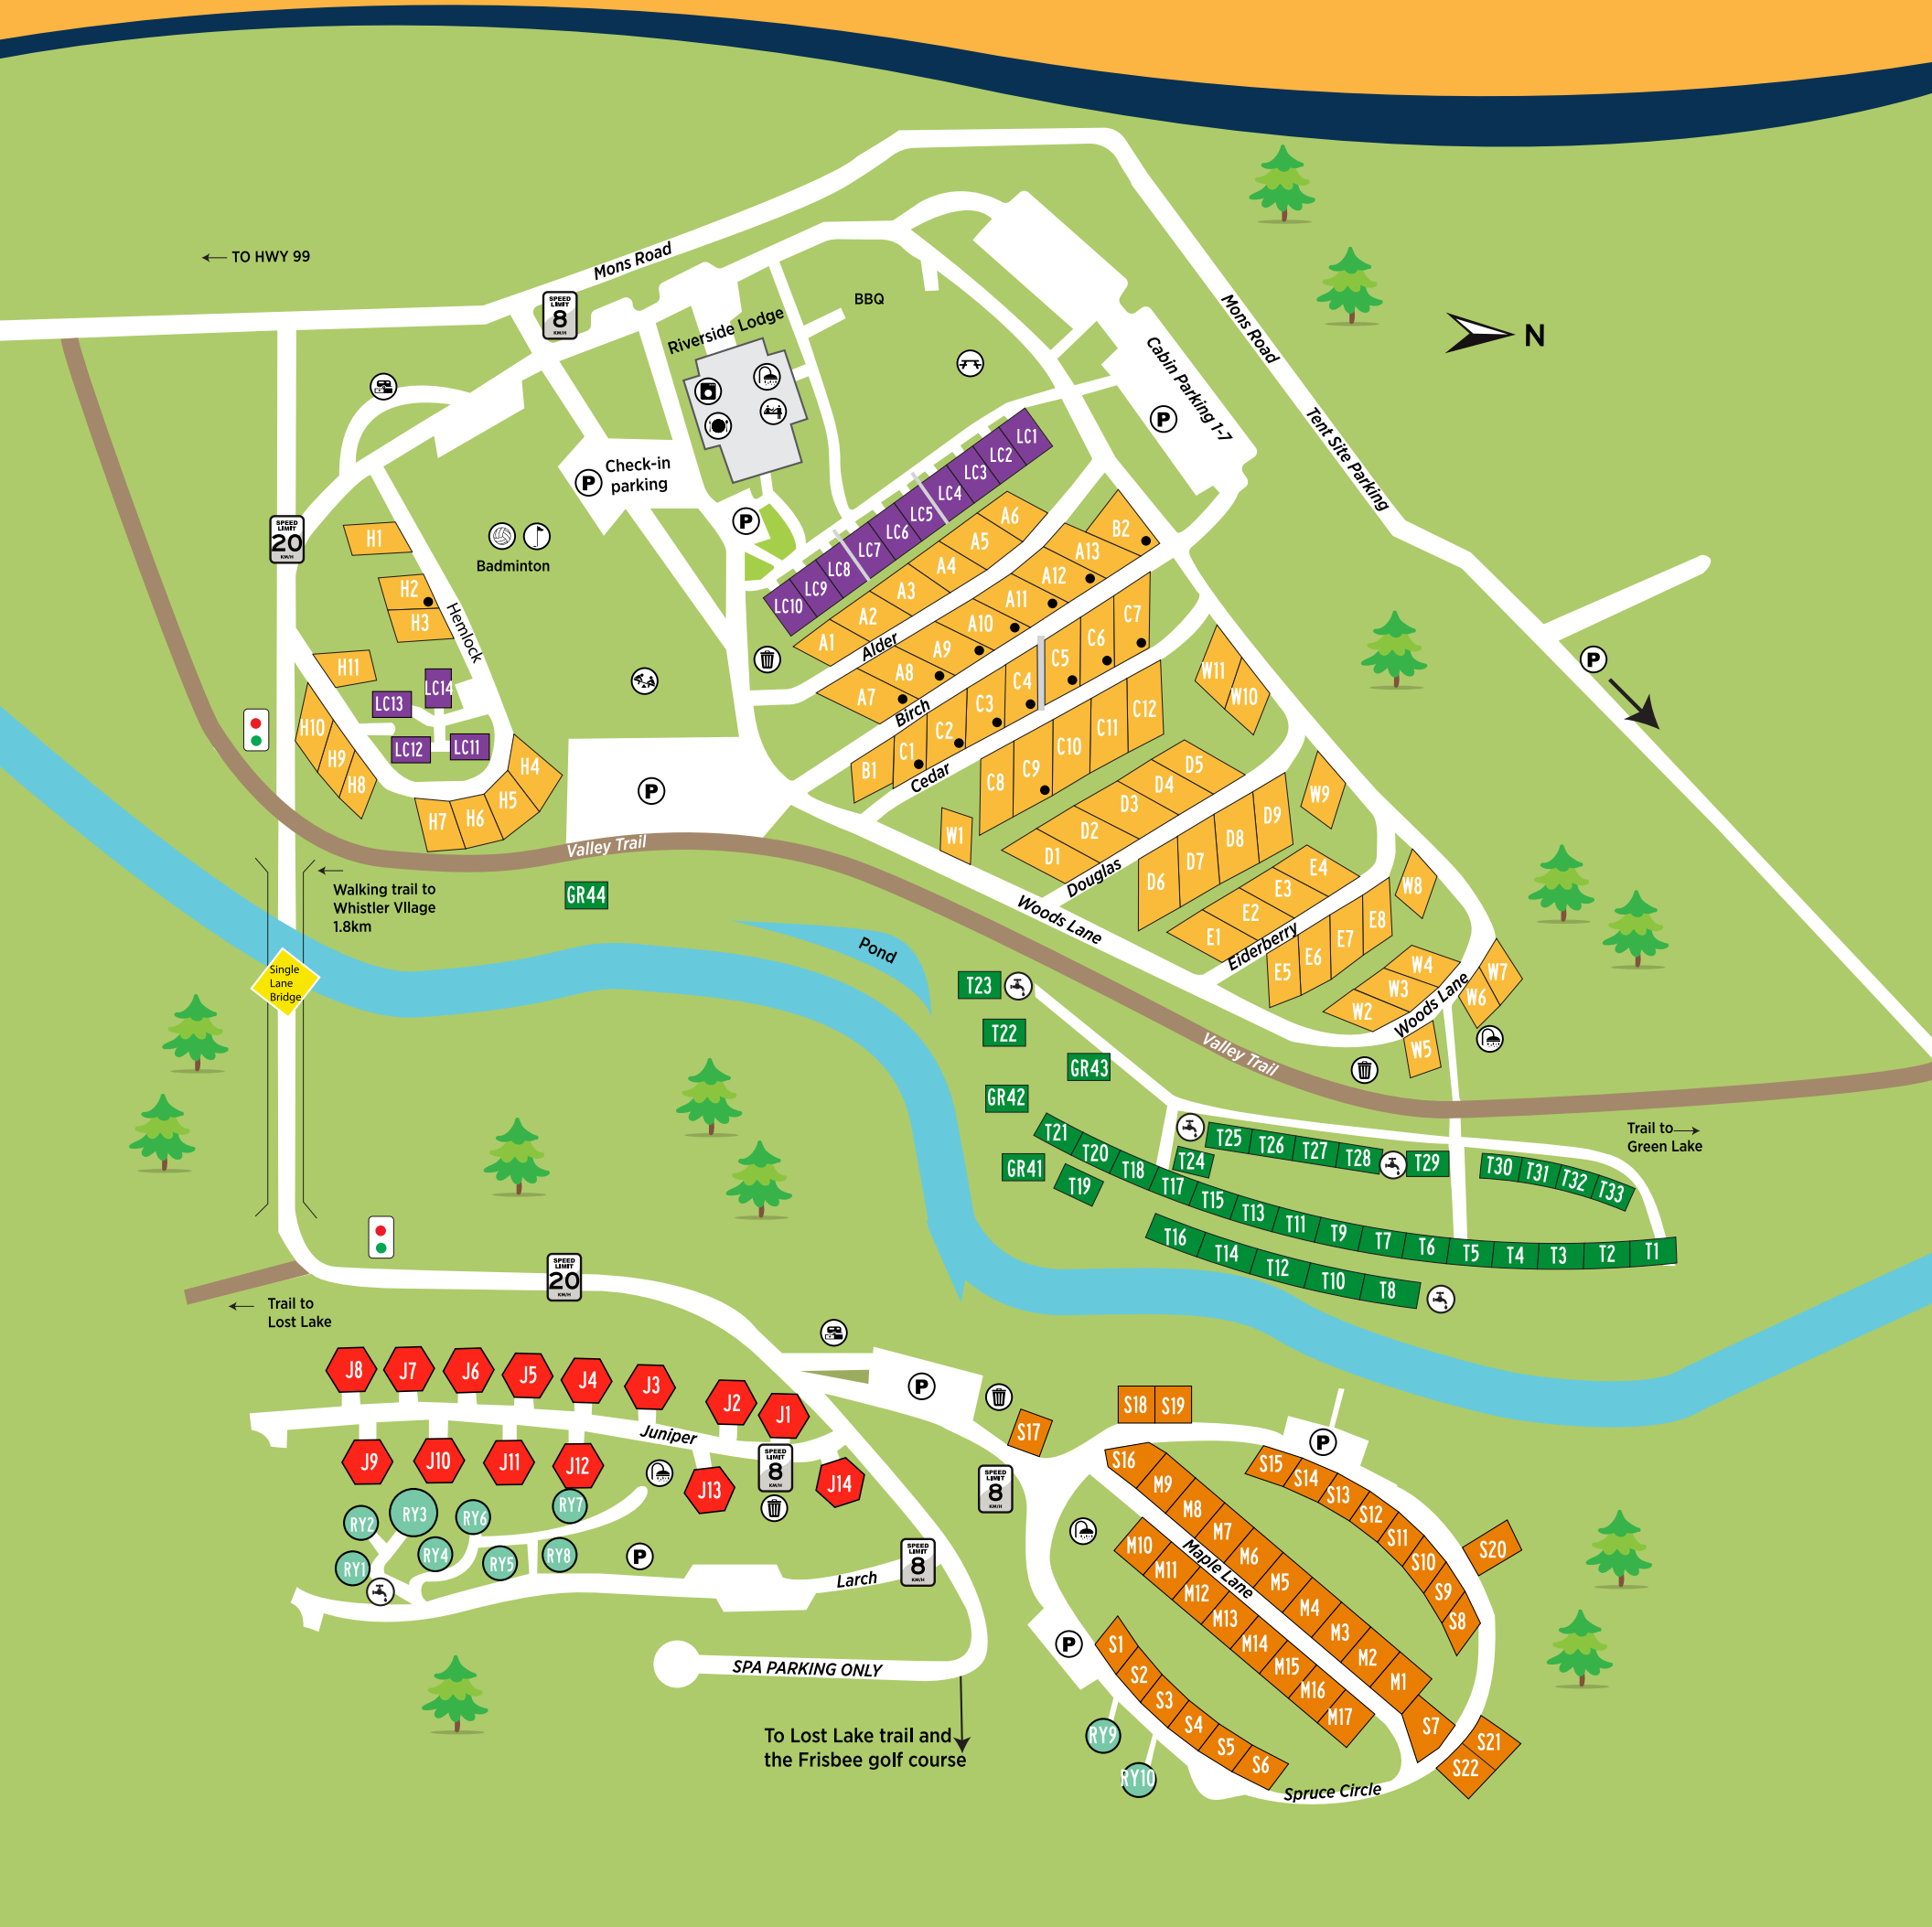 TO HWY 99
Mons Road
SPEED
LIMIT
8
KM/H
Riverside Lodge
BBQ
Mons Road
Cabin Parking 1-7
Tent Site Parking
N
P
P
Check-in
parking
P
SPEED
LIMIT
20
KM/H
Badminton
Hemlock
H1
H2
H3
H11
H10
H9
H8
H7
H6
H5
H4
LC14
LC13
LC12
LC11
LC1
LC2
LC3
LC4
LC5
LC6
LC7
LC8
LC9
LC10
A6
A5
A4
A3
A2
A1
Alder
B2
A13
A12
A11
A10
A9
A8
A7
Birch
C7
C6
C5
C4
C3
C2
C1
B1
Cedar
C12
C11
C10
C9
C8
W11
W10
W9
W1
P
P
D5
D4
D3
D2
D1
Douglas
D9
D8
D7
D6
E4
E3
E2
E1
Eiderberry
E8
E7
E6
E5
W8
W4
W3
W2
W7
W6
W5
Woods Lane
Woods Lane
Valley Trail
Valley Trail
GR44
Walking trail to
Whistler Vllage
1.8km
Single
Lane
Bridge
Pond
T23
T22
GR43
GR42
GR41
T21
T20
T18
T17
T15
T13
T11
T9
T7
T6
T5
T4
T3
T2
T1
T19
T24
T25
T26
T27
T28
T29
T30
T31
T32
T33
T16
T14
T12
T10
T8
Trail to
Green Lake
SPEED
LIMIT
20
KM/H
Trail to
Lost Lake
J8
J7
J6
J5
J4
J3
J2
J1
Juniper
J9
J10
J11
J12
J13
J14
SPEED
LIMIT
8
KM/H
P
RY2
RY3
RY6
RY7
RY1
RY4
RY5
RY8
P
Larch
SPEED
LIMIT
8
KM/H
SPA PARKING ONLY
To Lost Lake trail and
the Frisbee golf course
SPEED
LIMIT
8
KM/H
S17
S18
S19
P
S16
M9
M8
M7
M6
M5
M4
M3
M2
M1
Maple Lane
M10
M11
M12
M13
M14
M15
M16
M17
S15
S14
S13
S12
S11
S10
S9
S8
S20
S7
S21
S22
P
S1
S2
S3
S4
S5
S6
RY9
RY10
Spruce Circle